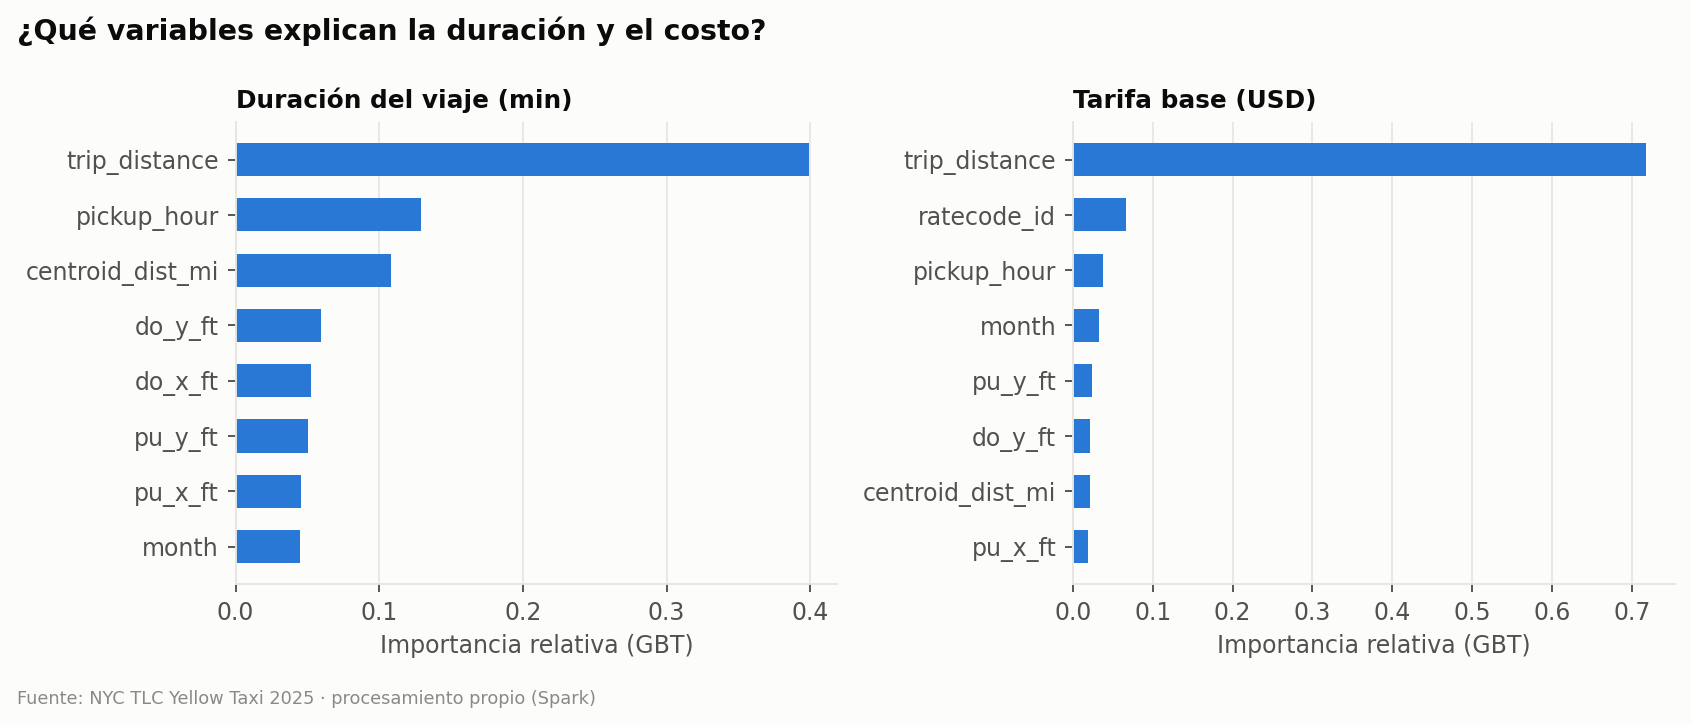 ¿Qué variables explican la duración y el costo?
Duración del viaje (min)
trip_distance
pickup_hour
centroid_dist_mi
do_y_ft
do_x_ft
pu_y_ft
pu_x_ft
month
0.0 0.1 0.2 0.3 0.4
Importancia relativa (GBT)
Tarifa base (USD)
trip_distance
ratecode_id
pickup_hour
month
pu_y_ft
do_y_ft
centroid_dist_mi
pu_x_ft
0.0 0.1 0.2 0.3 0.4 0.5 0.6 0.7
Importancia relativa (GBT)
Fuente: NYC TLC Yellow Taxi 2025 · procesamiento propio (Spark)